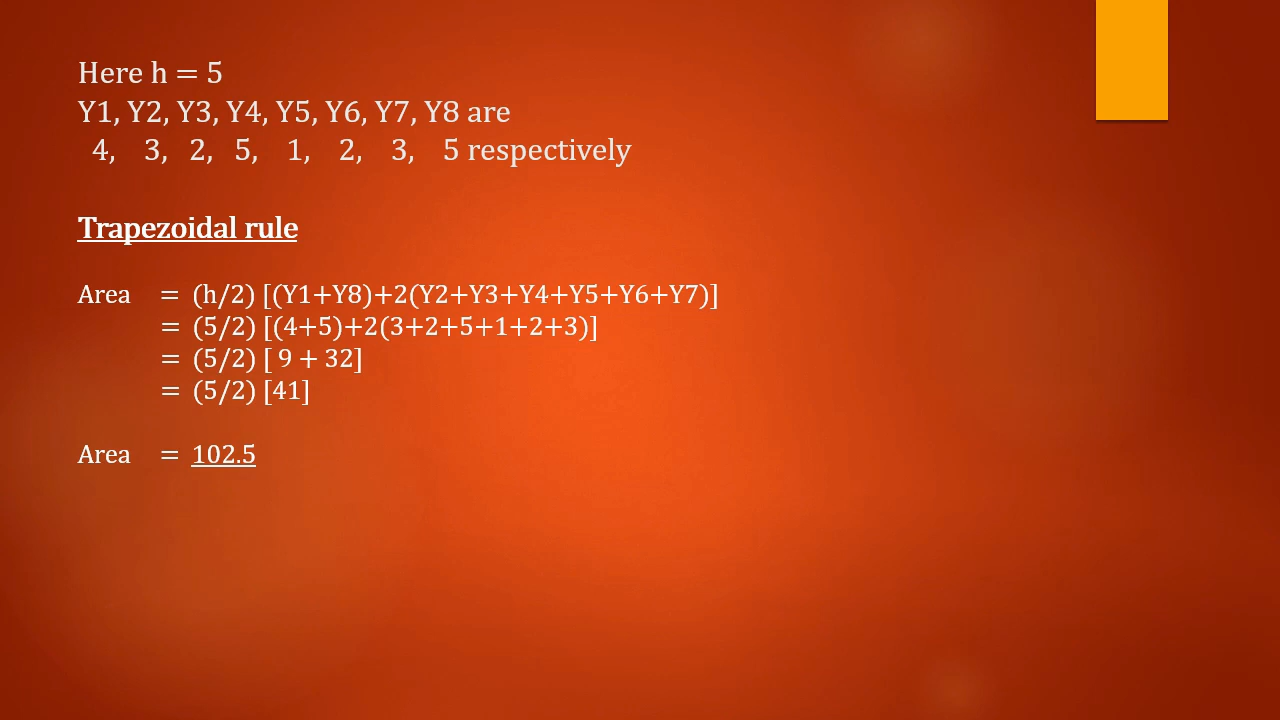 Here h = 5
Y1, Y2, Y3, Y4, Y5, Y6, Y7, Y8 are
4, 3, 2, 5, 1, 2, 3, 5 respectively
Trapezoidal rule
Area = (h/2) [(Y1+Y8)+2(Y2+Y3+Y4+Y5+Y6+Y7)]
= (5/2) [(4+5)+2(3+2+5+1+2+3)]
= (5/2) [ 9 + 32]
= (5/2) [41]
Area = 102.5